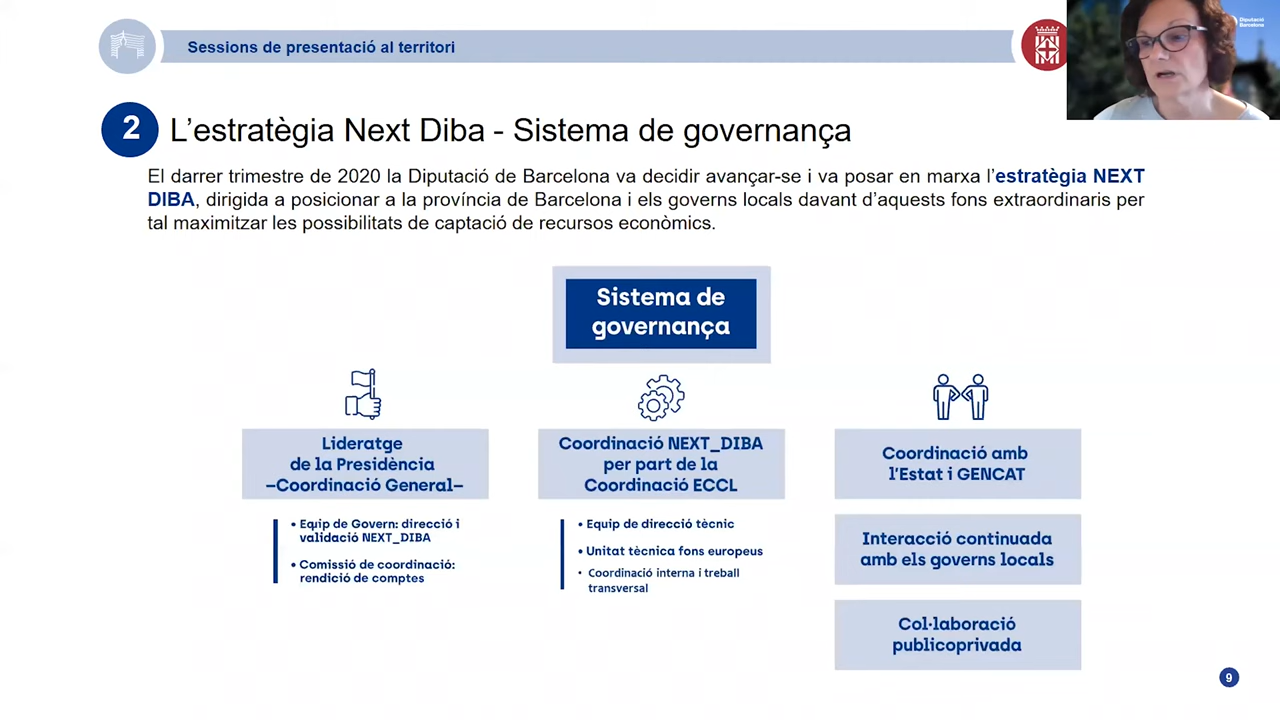 Sessions de presentació al territori
Diputació
Barcelona
2
L’estratègia Next Diba - Sistema de governança
El darrer trimestre de 2020 la Diputació de Barcelona va decidir avançar-se i va posar en marxa l’estratègia NEXT
DIBA, dirigida a posicionar a la província de Barcelona i els governs locals davant d’aquests fons extraordinaris per
tal maximitzar les possibilitats de captació de recursos econòmics.
Sistema de
governança
Lideratge
de la Presidència
–Coordinació General–
• Equip de Govern: direcció i
validació NEXT_DIBA
• Comissió de coordinació:
rendició de comptes
Coordinació NEXT_DIBA
per part de la
Coordinació ECCL
• Equip de direcció tècnic
• Unitat tècnica fons europeus
• Coordinació interna i treball
transversal
Coordinació amb
l’Estat i GENCAT
Interacció continuada
amb els governs locals
Col·laboració
publicoprivada
9